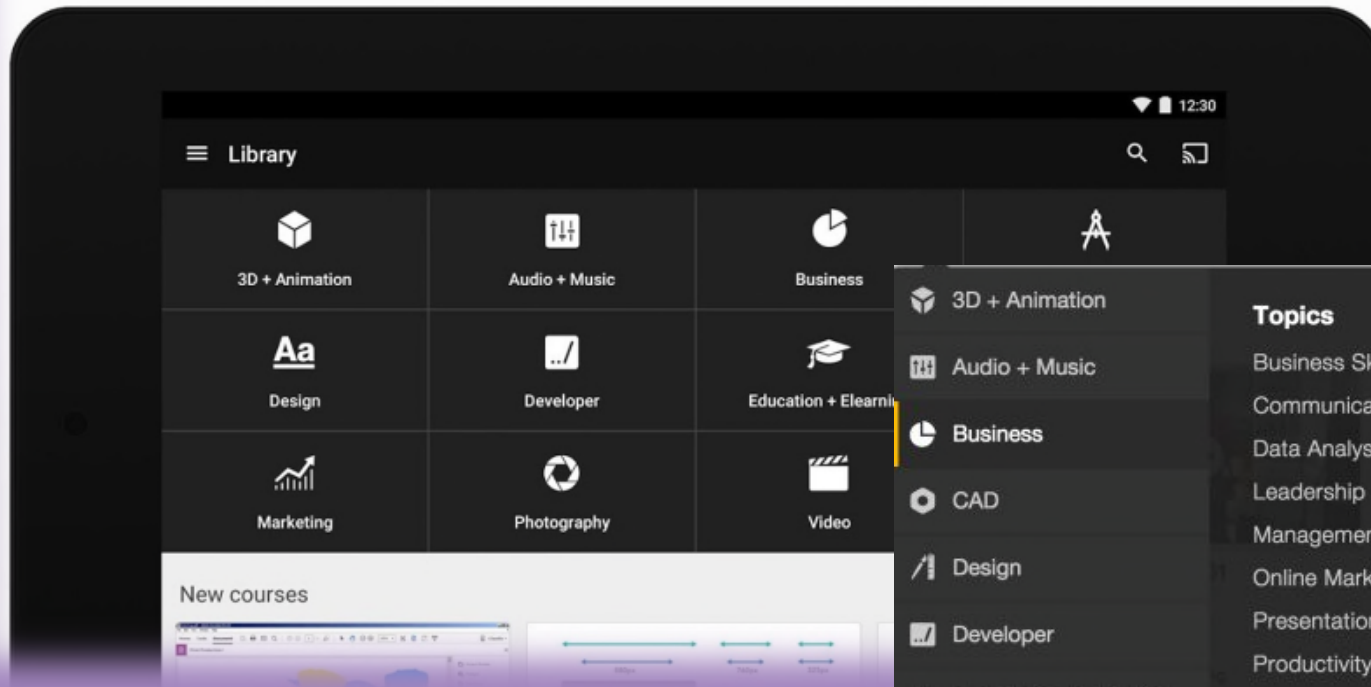 12:30
Library
3D + Animation
Audio + Music
Business
Aa
Design
../
Developer
Education + Elearni
Marketing
Photography
Video
New courses
3D + Animation
Audio + Music
Business
CAD
Design
../
Developer
Topics
Business Sk
Communica
Data Analys
Leadership
Managemen
Online Mark
Presentation
Productivity